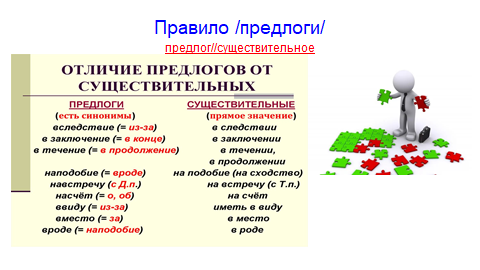 Правило /предлоги/
предлог//существительное
ОТЛИЧИЕ ПРЕДЛОГОВ ОТ
СУЩЕСТВИТЕЛЬНЫХ
ПРЕДЛОГИ СУЩЕСТВИТЕЛЬНЫЕ
(есть синонимы) (прямое значение)
вследствие (= из-за) в следствии
в заключение (= в конце) в заключении
в течение (= в продолжение) в течении,
в продолжении
наподобие (= вроде) на подобие (на сходство)
навстречу (с Д.п.) на встречу (с Т.п.)
насчёт (= о, об) на счёт
ввиду (= из-за) иметь в виду
вместо (= за) в место
вроде (= наподобие) в роде